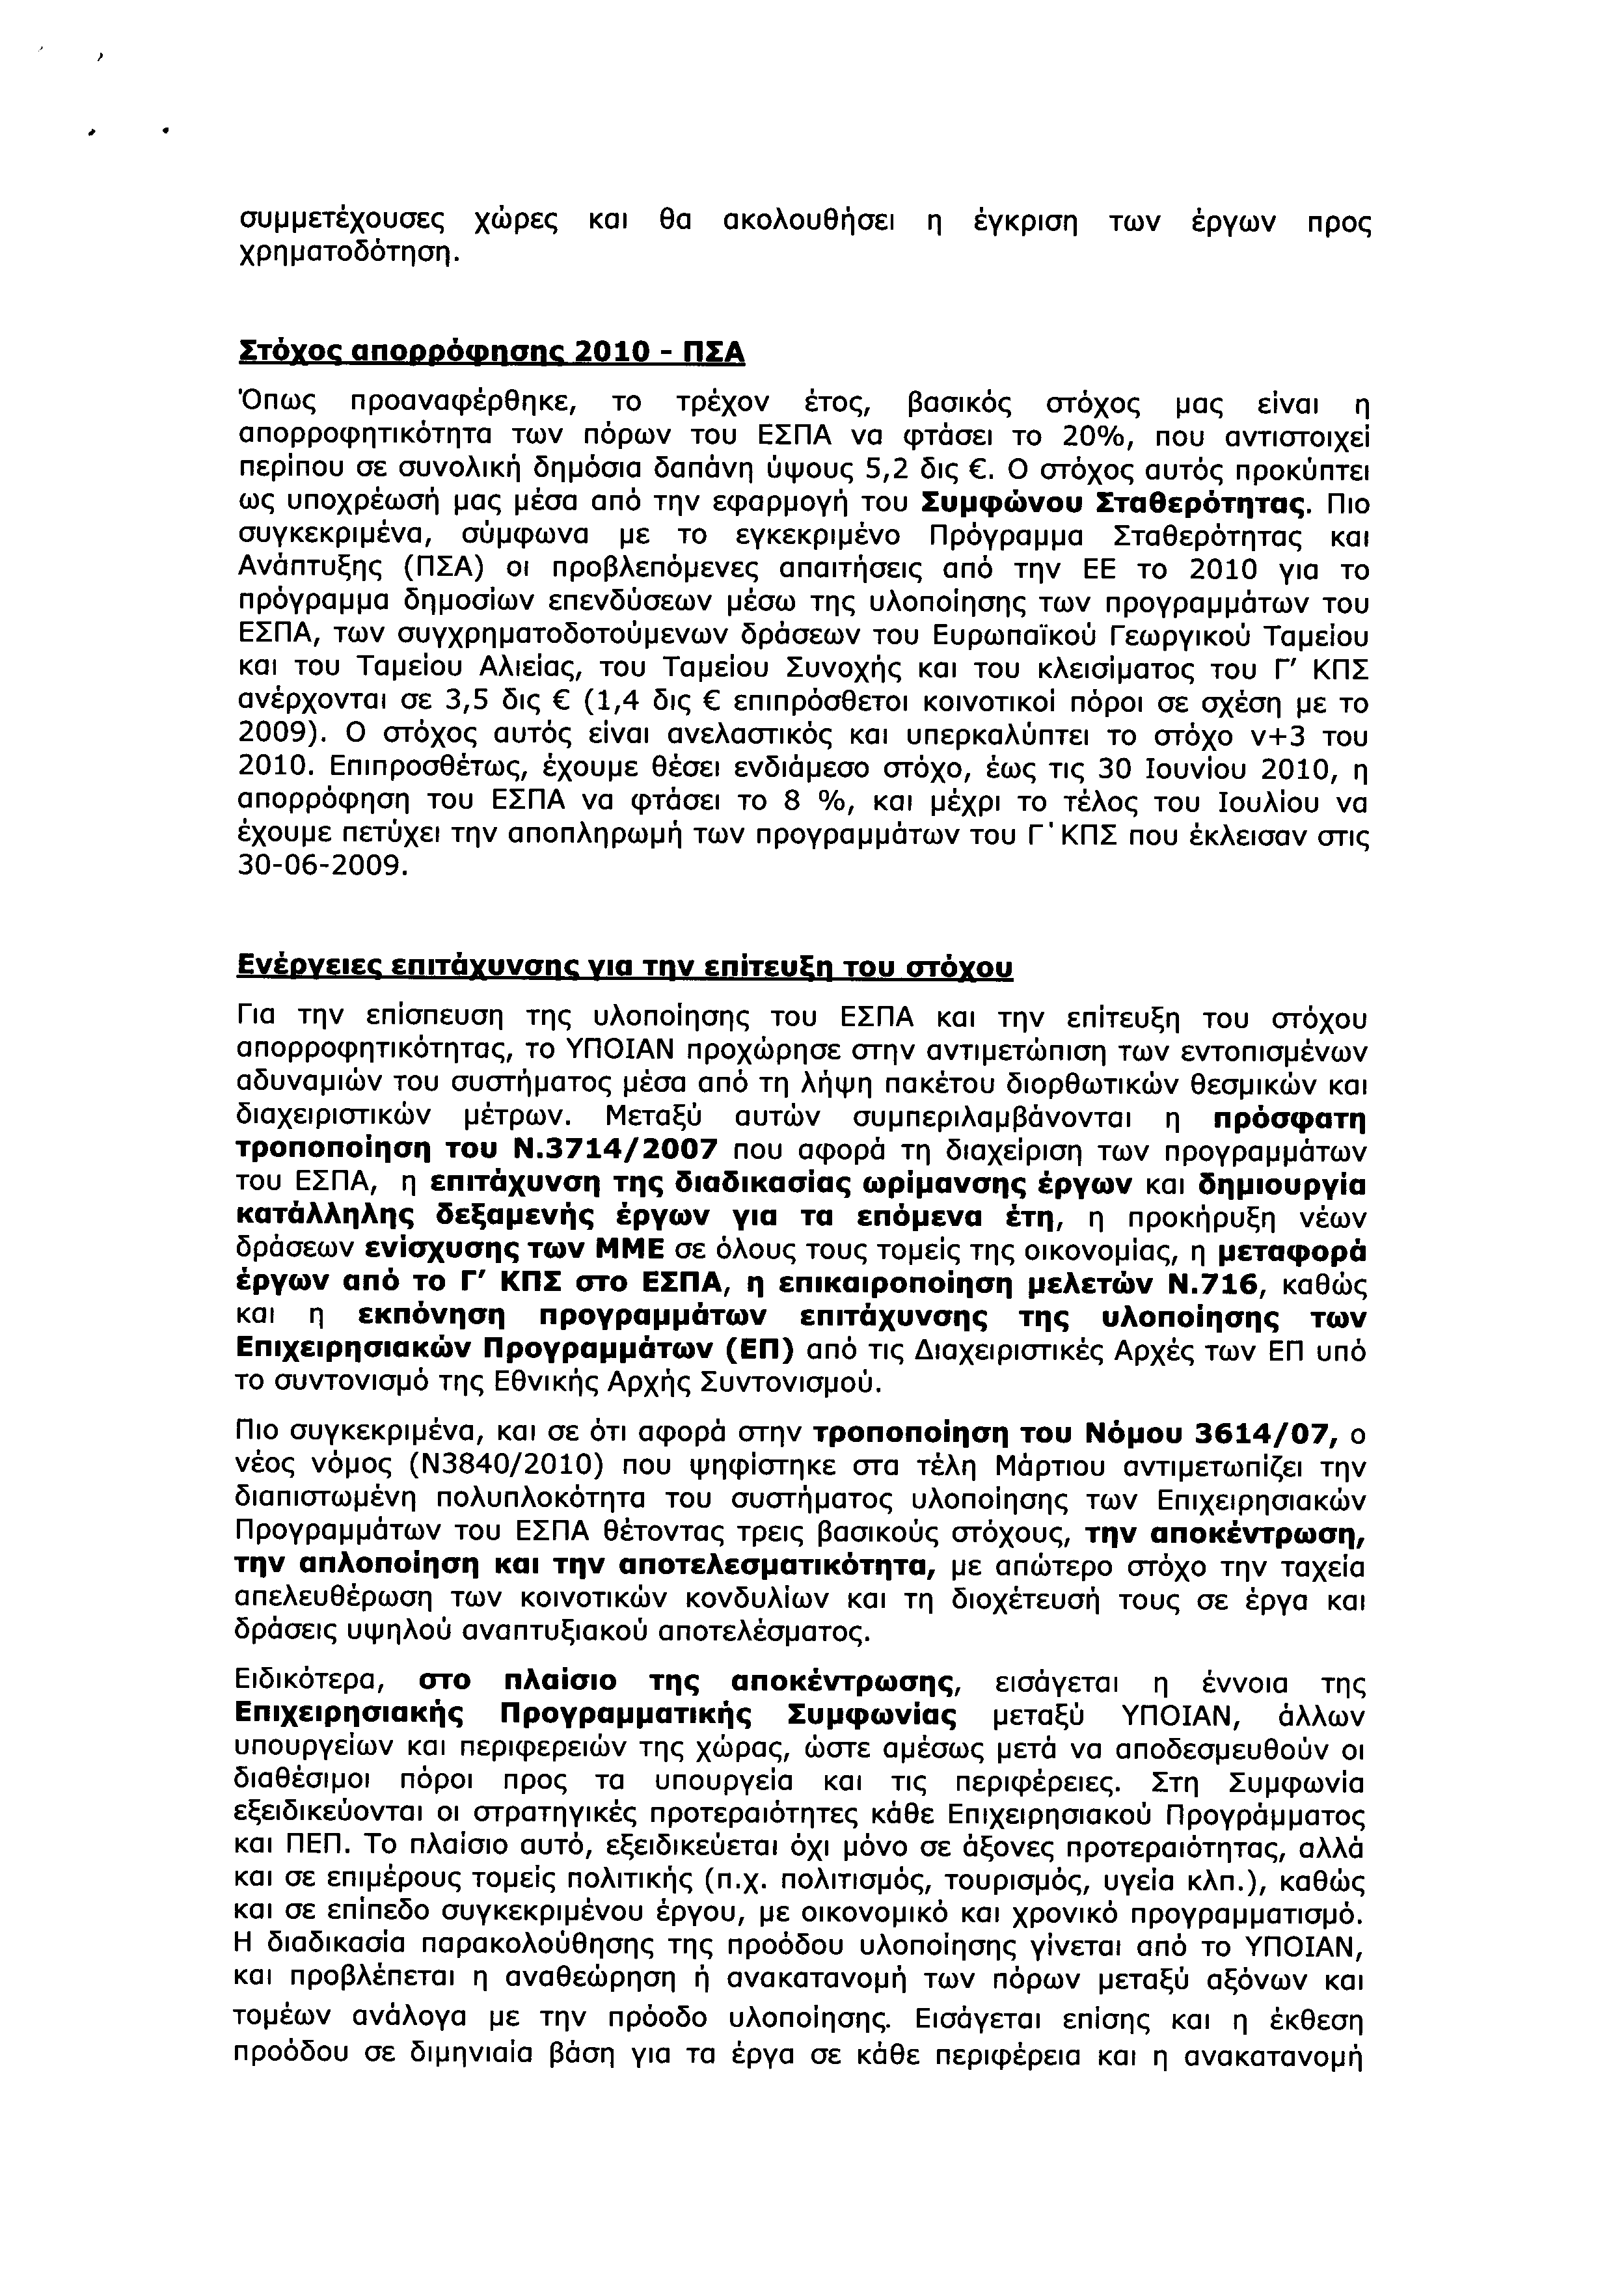 συμμετέχουσες χώρες και θα ακολουθήσει η έγκριση των έργων προς
χρηματοδότηση.
Στόχος απορρόφησης 2010 - ΠΣΑ
Όπως προαναφέρθηκε, το τρέχον έτος, βασικός στόχος μας είναι η
απορροφητικότητα των πόρων του ΕΣΠΑ να φτάσει το 20%, που αντιστοιχεί
περίπου σε συνολική δημόσια δαπάνη ύψους 5,2 δις €. Ο στόχος αυτός προκύπτει
ως υποχρέωσή μας μέσα από την εφαρμογή του Συμφώνου Σταθερότητας. Πιο
συγκεκριμένα, σύμφωνα με το εγκεκριμένο Πρόγραμμα Σταθερότητας και
Ανάπτυξης (ΠΣΑ) οι προβλεπόμενες απαιτήσεις από την ΕΕ το 2010 για το
πρόγραμμα δημοσίων επενδύσεων μέσω της υλοποίησης των προγραμμάτων του
ΕΣΠΑ, των συγχρηματοδοτούμενων δράσεων του Ευρωπαϊκού Γεωργικού Ταμείου
και του Ταμείου Αλιείας, του Ταμείου Συνοχής και του κλεισίματος του Γ' ΚΠΣ
ανέρχονται σε 3,5 δις € (1,4 δις € επιπρόσθετοι κοινοτικοί πόροι σε σχέση με το
2009). Ο στόχος αυτός είναι ανελαστικός και υπερκαλύπτει το στόχο ν+3 του
2010. Επιπροσθέτως, έχουμε θέσει ενδιάμεσο στόχο, έως τις 30 Ιουνίου 2010, η
απορρόφηση του ΕΣΠΑ να φτάσει το 8 %, και μέχρι το τέλος του Ιουλίου να
έχουμε πετύχει την αποπληρωμή των προγραμμάτων του Γ' ΚΠΣ που έκλεισαν στις
30-06-2009.
Ενέργειες επιτάχυνσης για την επίτευξη του στόχου
Για την επίσπευση της υλοποίησης του ΕΣΠΑ και την επίτευξη του στόχου
απορροφητικότητας, το ΥΠΟΙΑΝ προχώρησε στην αντιμετώπιση των εντοπισμένων
αδυναμιών του συστήματος μέσα από τη λήψη πακέτου διορθωτικών θεσμικών και
διαχειριστικών μέτρων. Μεταξύ αυτών συμπεριλαμβάνονται η πρόσφατη
τροποποίηση του Ν.3714/2007 που αφορά τη διαχείριση των προγραμμάτων
του ΕΣΠΑ, η επιτάχυνση της διαδικασίας ωρίμανσης έργων και δημιουργία
κατάλληλης δεξαμενής έργων για τα επόμενα έτη, η προκήρυξη νέων
δράσεων ενίσχυσης των ΜΜΕ σε όλους τους τομείς της οικονομίας, η μεταφορά
έργων από το Γ' ΚΠΣ στο ΕΣΠΑ, η επικαιροποίηση μελετών Ν.716, καθώς
και η εκπόνηση προγραμμάτων επιτάχυνσης της υλοποίησης των
Επιχειρησιακών Προγραμμάτων (ΕΠ) από τις Διαχειριστικές Αρχές των ΕΠ υπό
το συντονισμό της Εθνικής Αρχής Συντονισμού.
Πιο συγκεκριμένα, και σε ότι αφορά στην τροποποίηση του Νόμου 3614/07, ο
νέος νόμος (Ν3840/2010) που ψηφίστηκε στα τέλη Μάρτιου αντιμετωπίζει την
διαπιστωμένη πολυπλοκότητα του συστήματος υλοποίησης των Επιχειρησιακών
Προγραμμάτων του ΕΣΠΑ θέτοντας τρεις βασικούς στόχους, την αποκέντρωση,
την απλοποίηση και την αποτελεσματικότητα, με απώτερο στόχο την ταχεία
απελευθέρωση των κοινοτικών κονδυλίων και τη διοχέτευσή τους σε έργα και
δράσεις υψηλού αναπτυξιακού αποτελέσματος.
Ειδικότερα, στο πλαίσιο της αποκέντρωσης, εισάγεται η έννοια της
Επιχειρησιακής Προγραμματικής Συμφωνίας μεταξύ ΥΠΟΙΑΝ, άλλων
υπουργείων και περιφερειών της χώρας, ώστε αμέσως μετά να αποδεσμευθούν οι
διαθέσιμοι πόροι προς τα υπουργεία και τις περιφέρειες. Στη Συμφωνία
εξειδικεύονται οι στρατηγικές προτεραιότητες κάθε Επιχειρησιακού Προγράμματος
και ΠΕΠ. Το πλαίσιο αυτό, εξειδικεύεται όχι μόνο σε άξονες προτεραιότητας, αλλά
και σε επιμέρους τομείς πολιτικής (π.χ. πολιτισμός, τουρισμός, υγεία κλπ.), καθώς
και σε επίπεδο συγκεκριμένου έργου, με οικονομικό και χρονικό προγραμματισμό.
Η διαδικασία παρακολούθησης της προόδου υλοποίησης γίνεται από το ΥΠΟΙΑΝ,
και προβλέπεται η αναθεώρηση ή ανακατανομή των πόρων μεταξύ αξόνων και
τομέων ανάλογα με την πρόοδο υλοποίησης. Εισάγεται επίσης και η έκθεση
προόδου σε διμηνιαία βάση για τα έργα σε κάθε περιφέρεια και η ανακατανομή